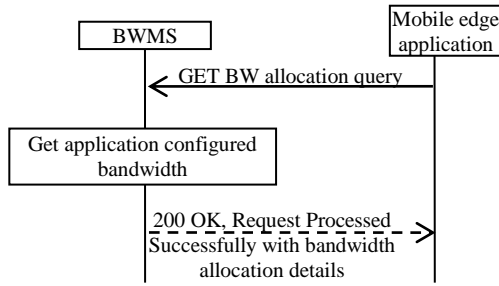 BWMS
Mobile edge
application
GET BW allocation query
Get application configured
bandwidth
200 OK, Request Processed
Successfully with bandwidth
allocation details